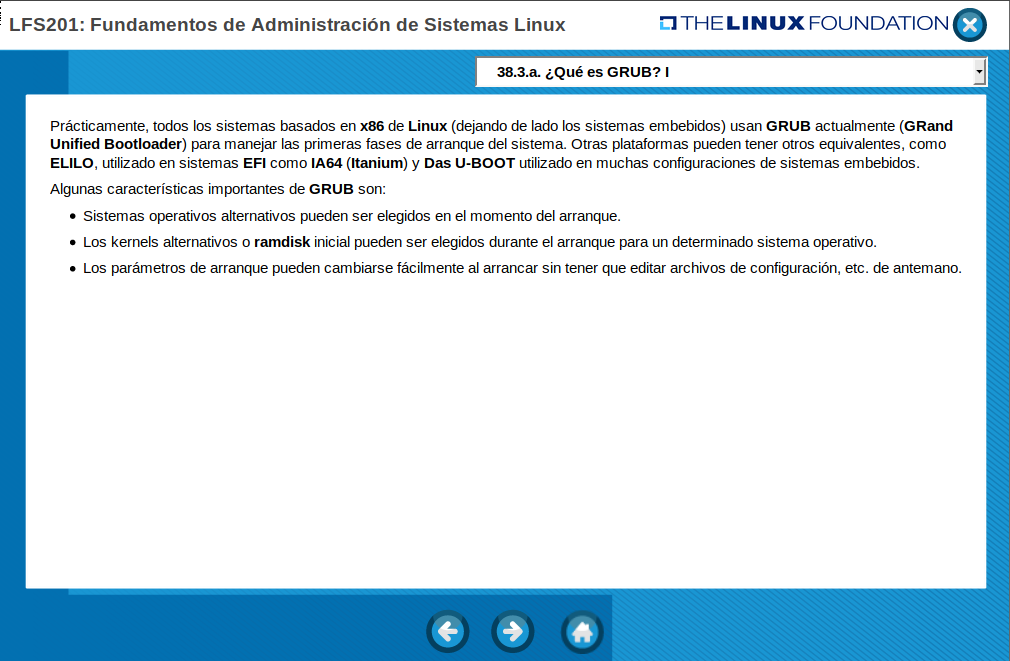 LFS201: Fundamentos de Administración de Sistemas Linux
THE LINUX FOUNDATION
38.3.a. ¿Qué es GRUB? I
Prácticamente, todos los sistemas basados en x86 de Linux (dejando de lado los sistemas embebidos) usan GRUB actualmente (GRand
Unified Bootloader) para manejar las primeras fases de arranque del sistema. Otras plataformas pueden tener otros equivalentes, como
ELILO, utilizado en sistemas EFI como IA64 (Itanium) y Das U-BOOT utilizado en muchas configuraciones de sistemas embebidos.
Algunas características importantes de GRUB son:
• Sistemas operativos alternativos pueden ser elegidos en el momento del arranque.
• Los kernels alternativos o ramdisk inicial pueden ser elegidos durante el arranque para un determinado sistema operativo.
• Los parámetros de arranque pueden cambiarse fácilmente al arrancar sin tener que editar archivos de configuración, etc. de antemano.